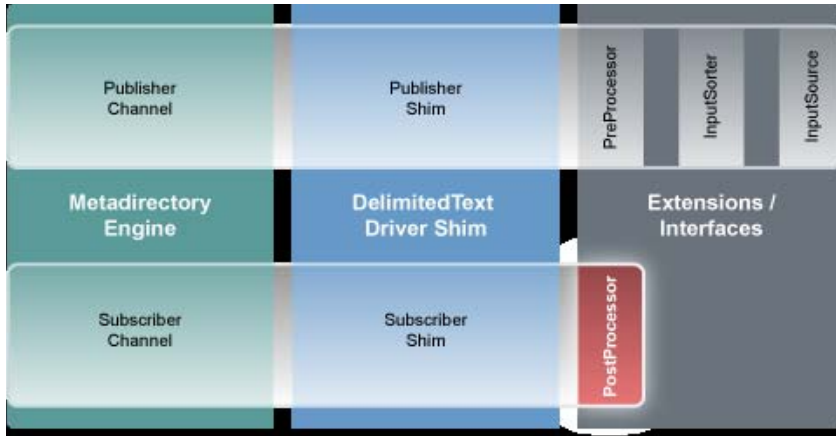 Publisher
Channel
Publisher
Shim
PreProcessor
InputSorter
InputSource
Metadirectory
Engine
DelimitedText
Driver Shim
Extensions /
Interfaces
Subscriber
Channel
Subscriber
Shim
PostProcessor